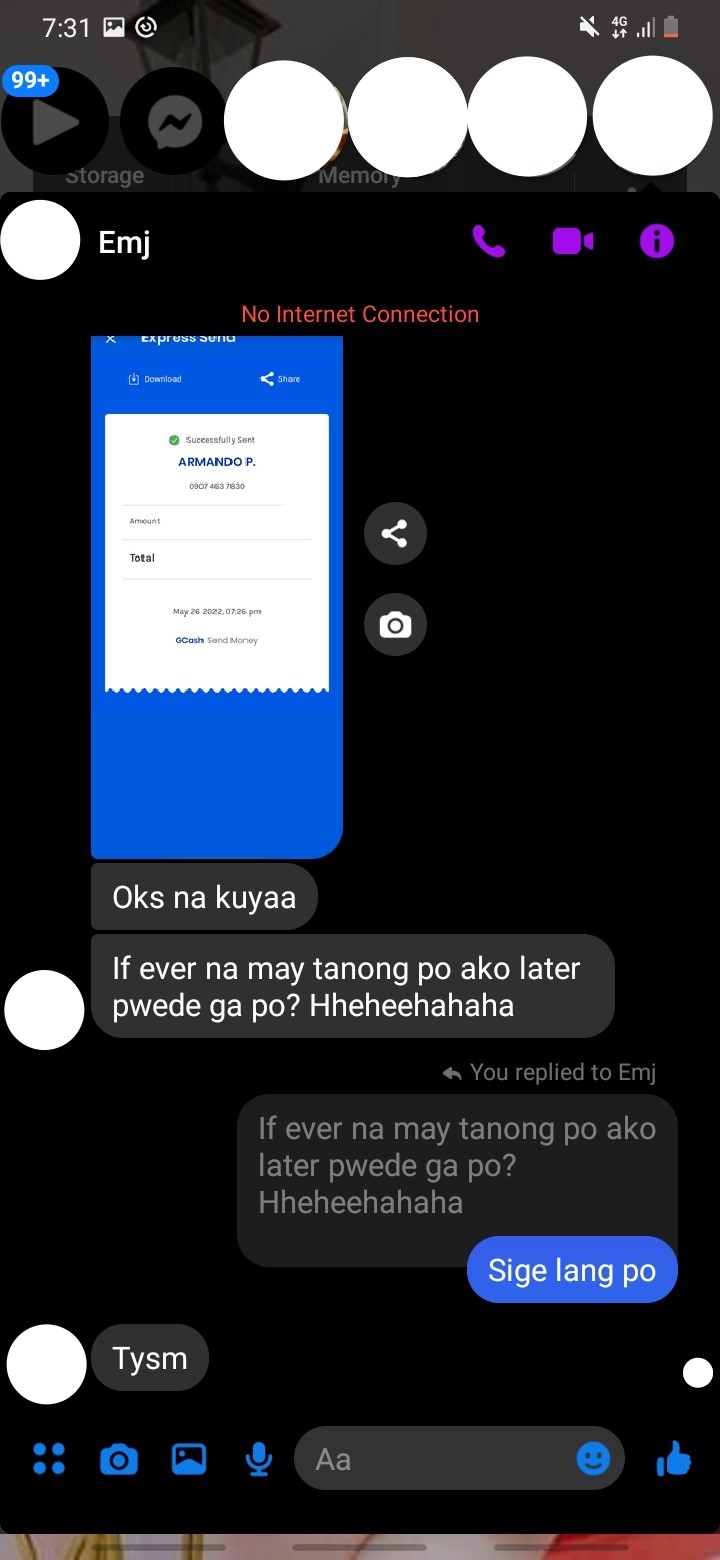 7:31
4G
99+
Storage
Memory
Emj
No Internet Connection
Express Send
Download
Share
Successfully Sent
ARMANDO P.
0907 463 7830
Amount
Total
May 26 2022, 07:26 pm
GCash Send Money
Oks na kuyaa
If ever na may tanong po ako later
pwede ga po? Hheheehahaha
You replied to Emj
If ever na may tanong po ako
later pwede ga po?
Hheheehahaha
Sige lang po
Tysm
Aa